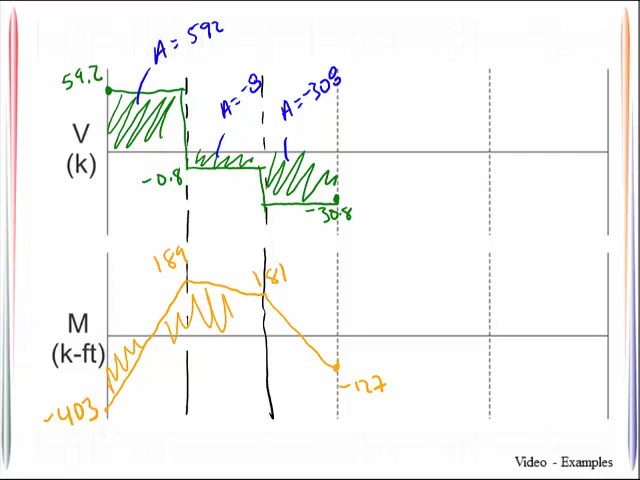 A = 592
59.2
A = -8
A = -308
V
(k)
-0.8
-30.8
189
181
M
(k-ft)
-403
-127
Video - Examples